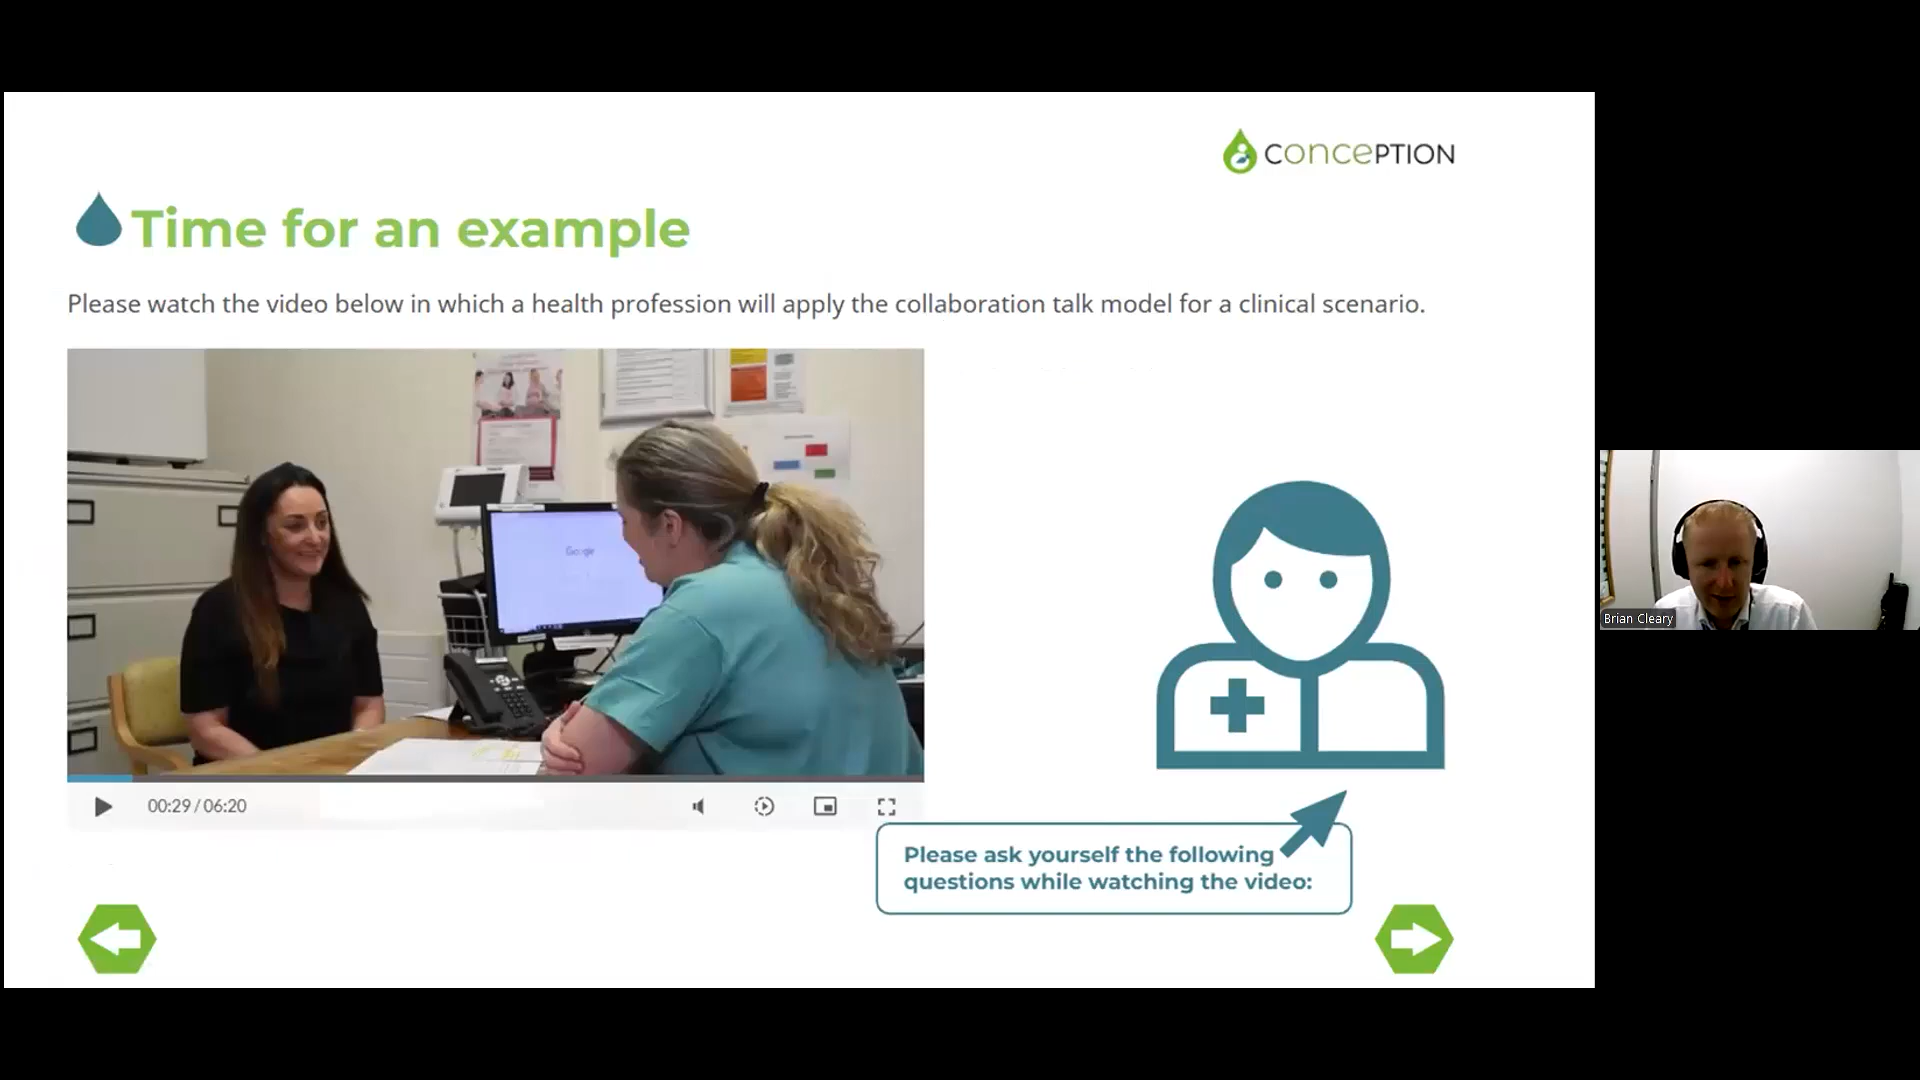 cONCePTION
Time for an example
Please watch the video below in which a health profession will apply the collaboration talk model for a clinical scenario.
Google
00:29 / 06:20
Please ask yourself the following
questions while watching the video:
Brian Cleary